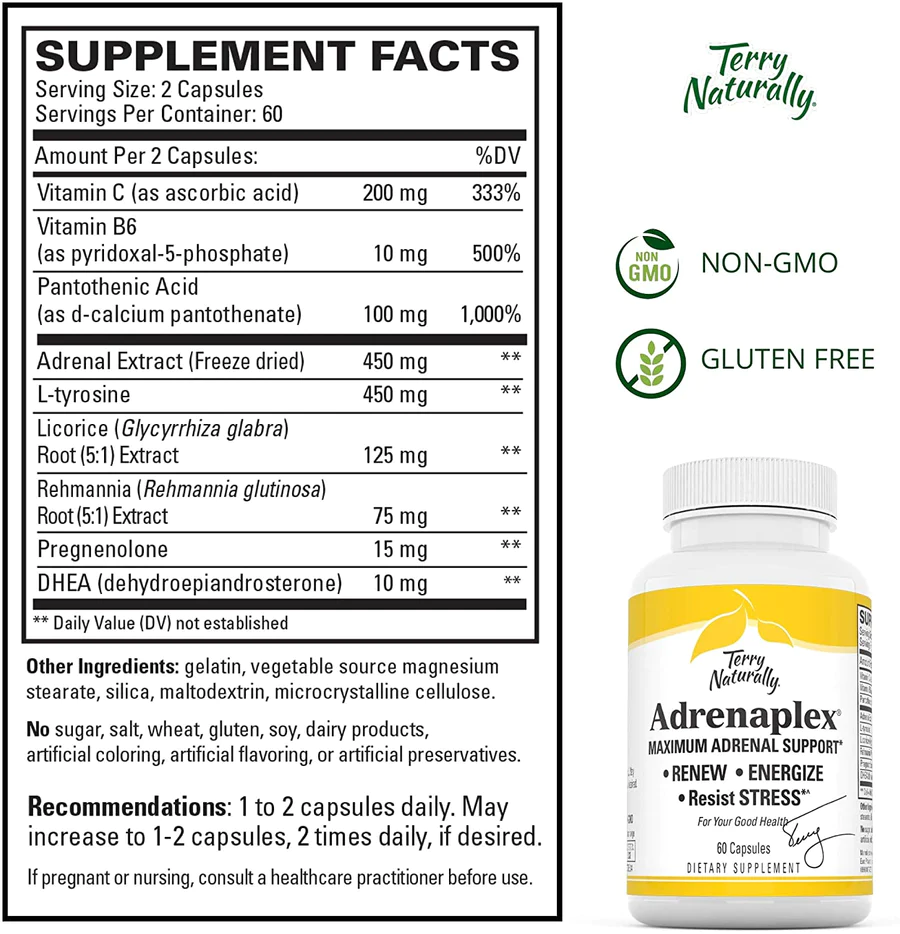 SUPPLEMENT FACTS
Serving Size: 2 Capsules
Servings Per Container: 60
Amount Per 2 Capsules: %DV
Vitamin C (as ascorbic acid) 200 mg 333%
Vitamin B6
(as pyridoxal-5-phosphate) 10 mg 500%
Pantothenic Acid
(as d-calcium pantothenate) 100 mg 1,000%
Adrenal Extract (Freeze dried) 450 mg **
L-tyrosine 450 mg **
Licorice (Glycyrrhiza glabra)
Root (5:1) Extract 125 mg **
Rehmannia (Rehmannia glutinosa)
Root (5:1) Extract 75 mg **
Pregnenolone 15 mg **
DHEA (dehydroepiandrosterone) 10 mg **
** Daily Value (DV) not established
Other Ingredients: gelatin, vegetable source magnesium
stearate, silica, maltodextrin, microcrystalline cellulose.
No sugar, salt, wheat, gluten, soy, dairy products,
artificial coloring, artificial flavoring, or artificial preservatives.
Recommendations: 1 to 2 capsules daily. May
increase to 1-2 capsules, 2 times daily, if desired.
If pregnant or nursing, consult a healthcare practitioner before use.
Terry
Naturally®
NON
GMO
NON-GMO
GLUTEN FREE
Terry
Naturally®
Adrenaplex®
MAXIMUM ADRENAL SUPPORT*
• RENEW • ENERGIZE
• Resist STRESS*^
For Your Good Health
Terry
60 Capsules
DIETARY SUPPLEMENT